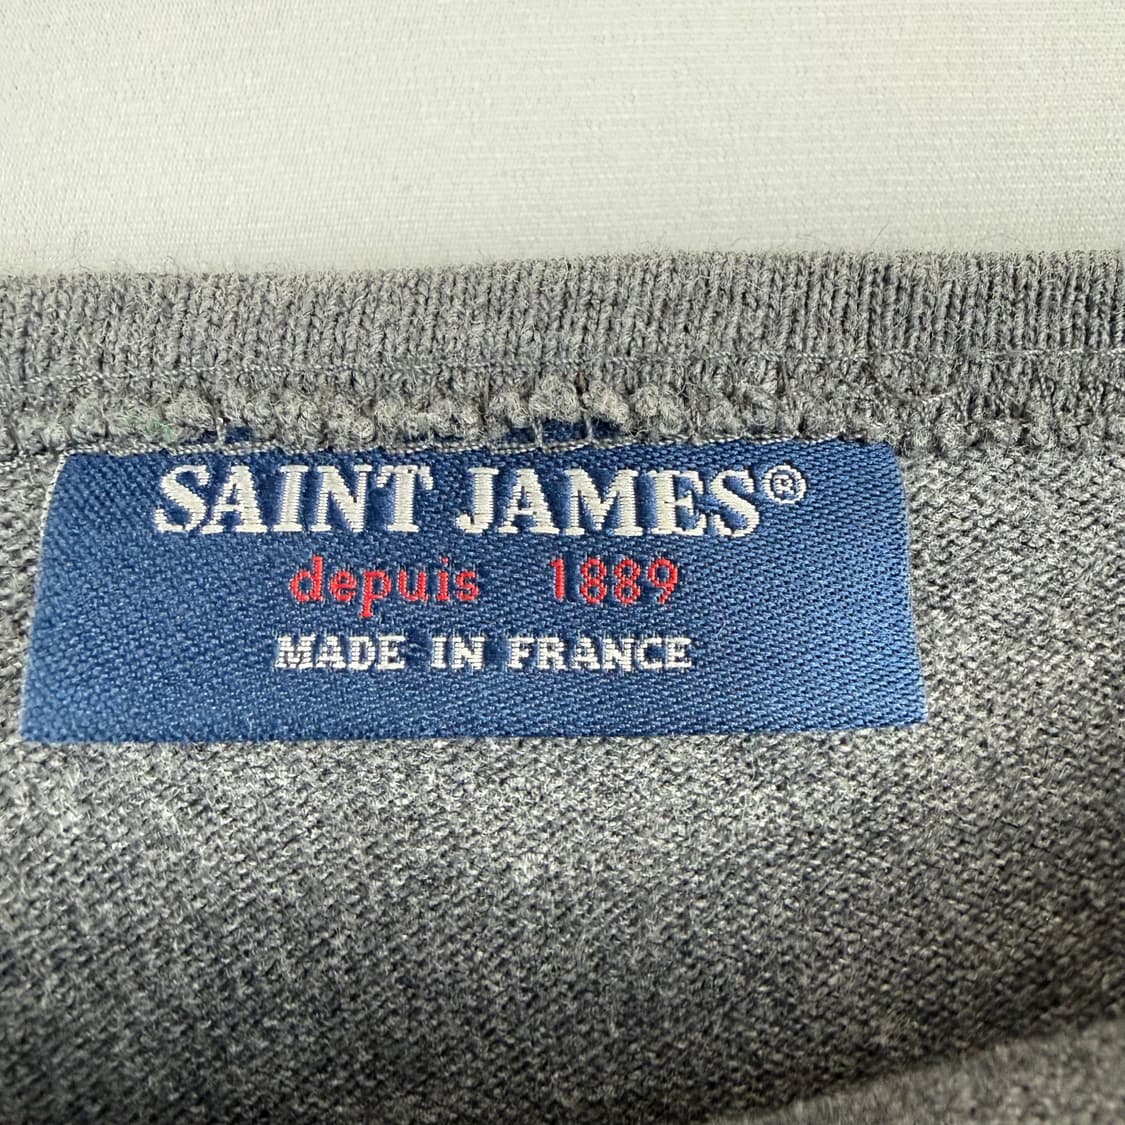 SAINT JAMES®
depuis 1889
MADE IN FRANCE